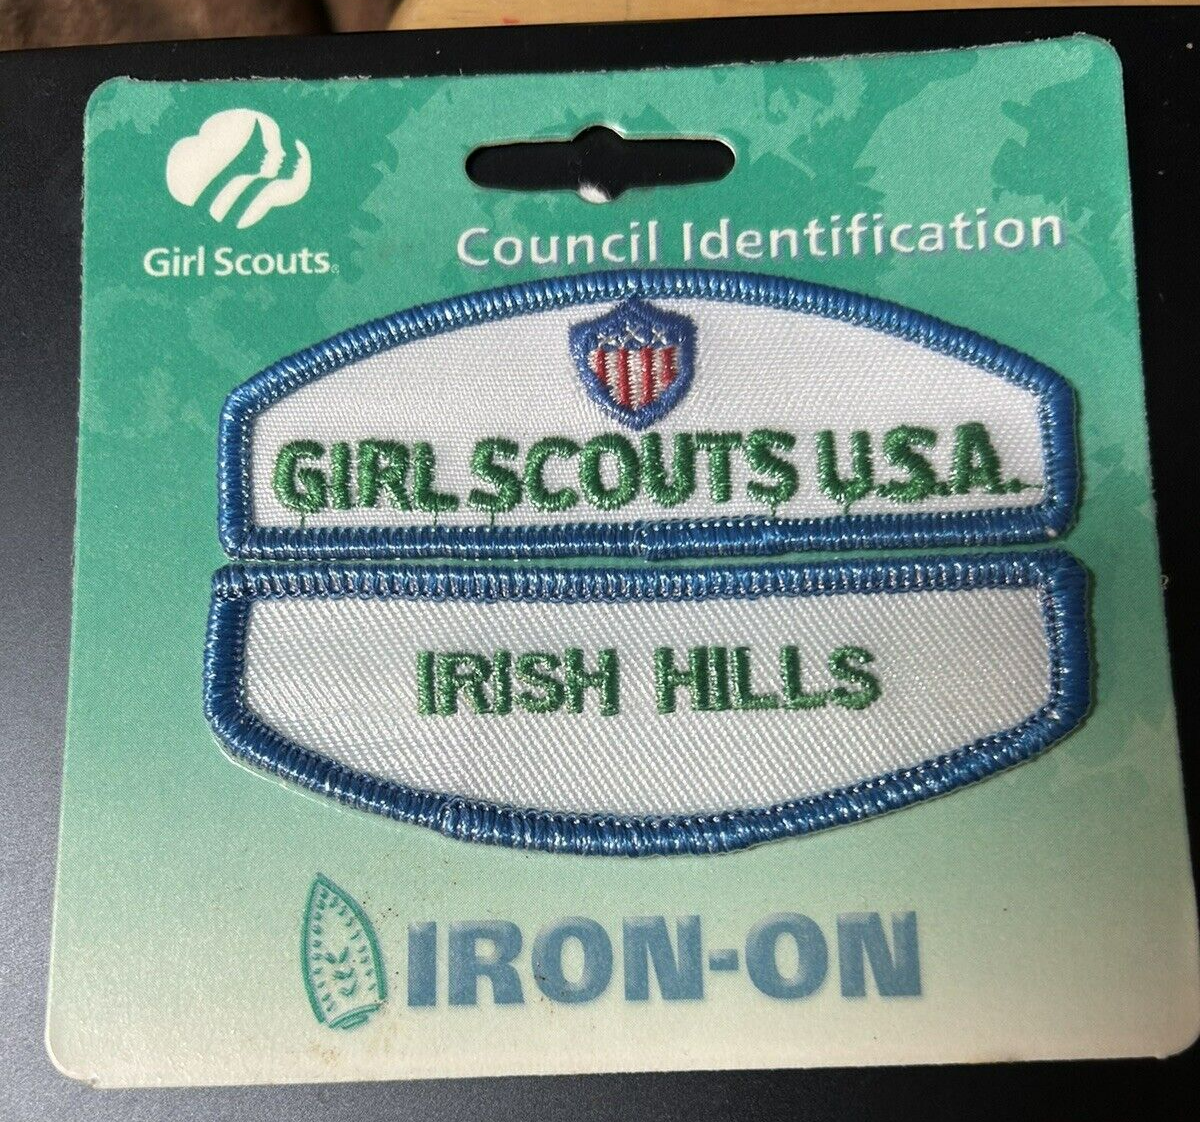 Girl Scouts®
Council Identification
GIRL SCOUTS U.S.A.
IRISH HILLS
IRON-ON